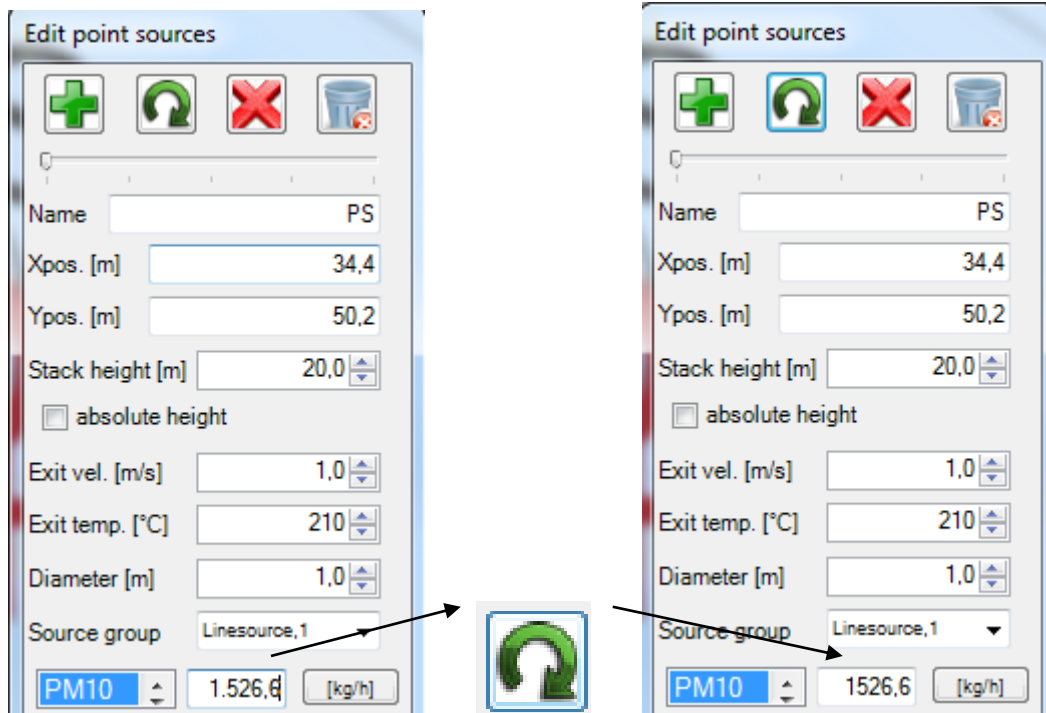 Edit point sources
Name PS
Xpos. [m] 34,4
Ypos. [m] 50,2
Stack height [m] 20,0
absolute height
Exit vel. [m/s] 1,0
Exit temp. [°C] 210
Diameter [m] 1,0
Source group Linesource,1
PM10 1.526,6 [kg/h]
Edit point sources
Name PS
Xpos. [m] 34,4
Ypos. [m] 50,2
Stack height [m] 20,0
absolute height
Exit vel. [m/s] 1,0
Exit temp. [°C] 210
Diameter [m] 1,0
Source group Linesource,1
PM10 1526,6 [kg/h]